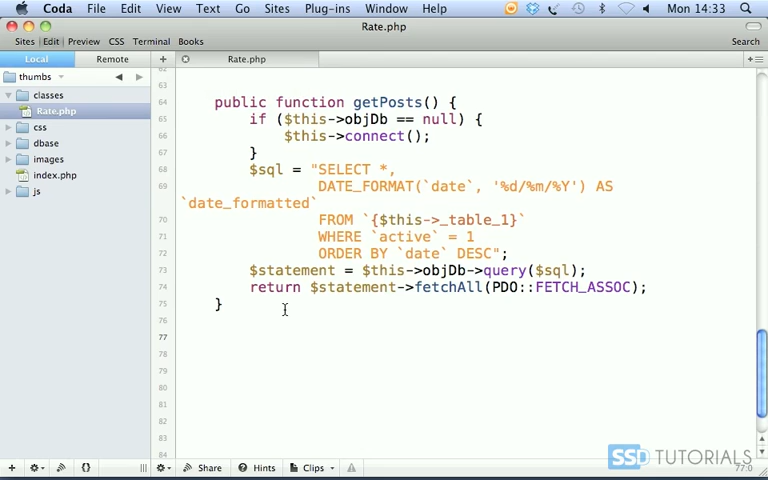 Coda File Edit View Text Go Sites Plug-ins Window Help Mon 14:33
Rate.php
Sites Edit Preview CSS Terminal Books Search
Local Remote + Rate.php
thumbs
classes
Rate.php
css
dbase
images
index.php
js
62
63
64 public function getPosts() {
65 if ($this->objDb == null) {
66 $this->connect();
67 }
68 $sql = "SELECT *,
69 DATE_FORMAT(`date`, '%d/%m/%Y') AS
`date_formatted`
70 FROM `{$this->_table_1}`
71 WHERE `active` = 1
72 ORDER BY `date` DESC";
73 $statement = $this->objDb->query($sql);
74 return $statement->fetchAll(PDO::FETCH_ASSOC);
75 }
76
77
78
79
80
81
82
83
84
SSD TUTORIALS
+ Share Hints Clips 77:0